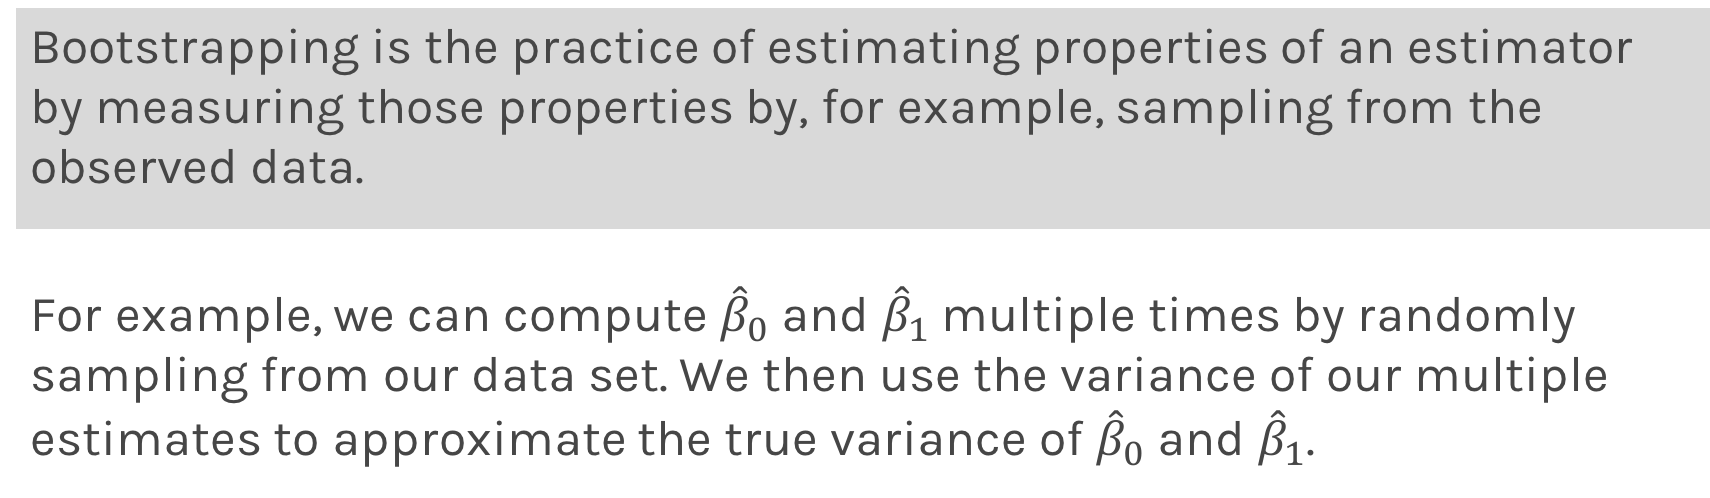 Bootstrapping is the practice of estimating properties of an estimator
by measuring those properties by, for example, sampling from the
observed data.
For example, we can compute β̂₀ and β̂₁ multiple times by randomly
sampling from our data set. We then use the variance of our multiple
estimates to approximate the true variance of β̂₀ and β̂₁.